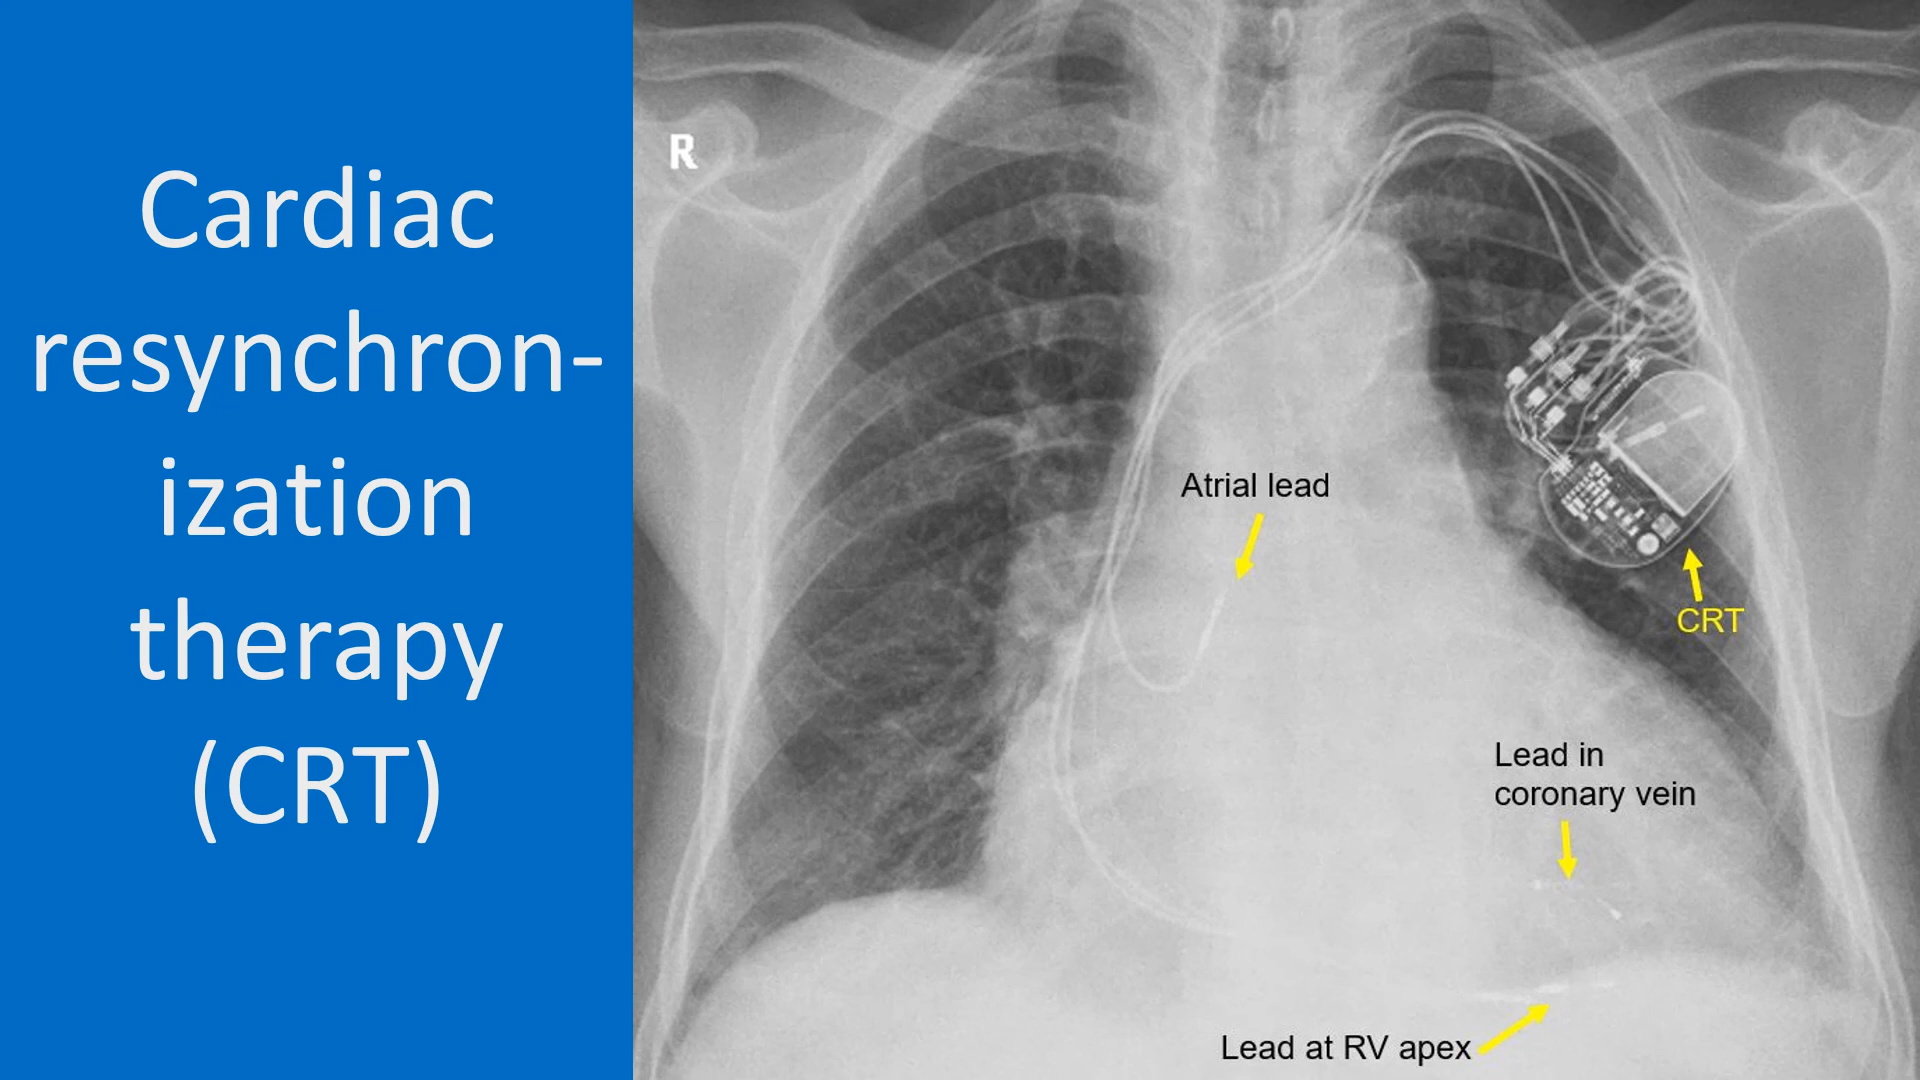 Cardiac
resynchron-
ization
therapy
(CRT)
R
Atrial lead
CRT
Lead in
coronary vein
Lead at RV apex